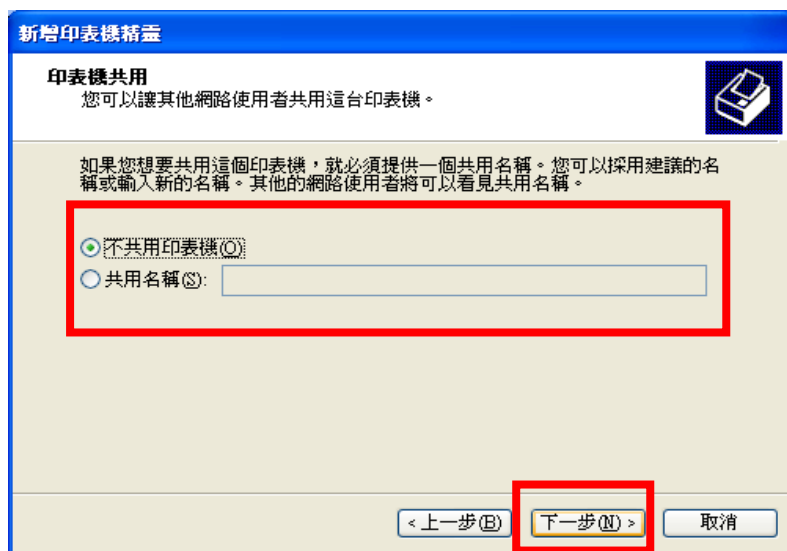 新增印表機精靈
印表機共用
您可以讓其他網路使用者共用這台印表機。
如果您想要共用這個印表機,就必須提供一個共用名稱。您可以採用建議的名
稱或輸入新的名稱。其他的網路使用者將可以看見共用名稱。
不共用印表機(O)
共用名稱(S):
<上一步(B) 下一步(N)> 取消